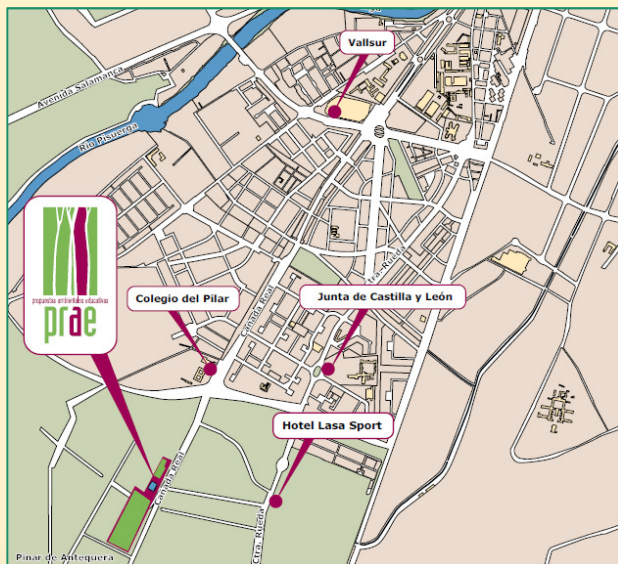 Vallsur
Avenida Salamanca
Río Pisuerga
propuestas ambientales educativas
prae
Ctra. Rueda
Colegio del Pilar
Cañada Real
Junta de Castilla y León
Hotel Lasa Sport
Cañada Real
Ctra. Rueda
Pinar de Antequera